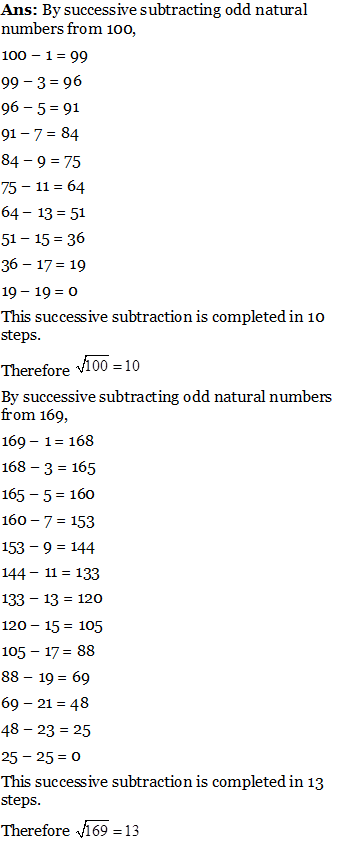 Ans: By successive subtracting odd natural
numbers from 100,
100 − 1 = 99
99 − 3 = 96
96 − 5 = 91
91 − 7 = 84
84 − 9 = 75
75 − 11 = 64
64 − 13 = 51
51 − 15 = 36
36 − 17 = 19
19 − 19 = 0
This successive subtraction is completed in 10
steps.
Therefore √100 = 10
By successive subtracting odd natural numbers
from 169,
169 − 1 = 168
168 − 3 = 165
165 − 5 = 160
160 − 7 = 153
153 − 9 = 144
144 − 11 = 133
133 − 13 = 120
120 − 15 = 105
105 − 17 = 88
88 − 19 = 69
69 − 21 = 48
48 − 23 = 25
25 − 25 = 0
This successive subtraction is completed in 13
steps.
Therefore √169 = 13